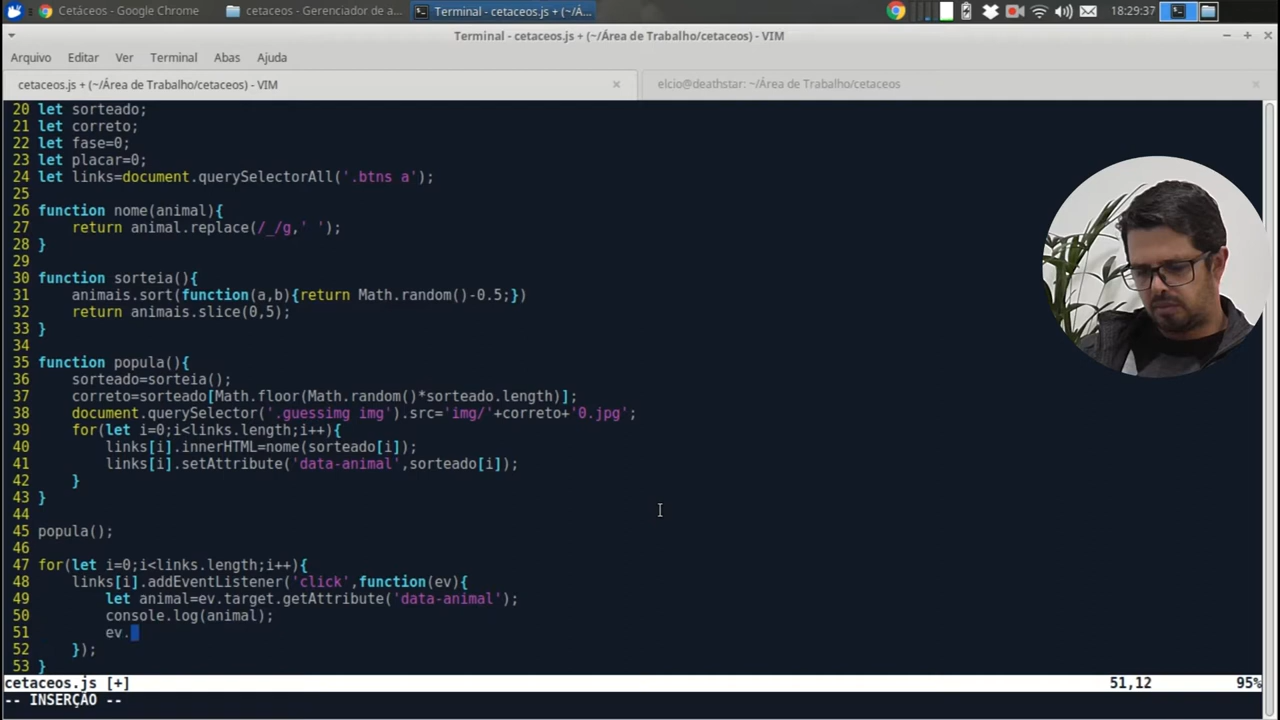 Cetáceos - Google Chrome
cetaceos - Gerenciador de a...
Terminal - cetaceos.js + (~/Á...
18:29:37
Terminal - cetaceos.js + (~/Área de Trabalho/cetaceos) - VIM
Arquivo Editar Ver Terminal Abas Ajuda
cetaceos.js + (~/Área de Trabalho/cetaceos) - VIM
elcio@deathstar: ~/Área de Trabalho/cetaceos
20 let sorteado;
21 let correto;
22 let fase=0;
23 let placar=0;
24 let links=document.querySelectorAll('.btns a');
25
26 function nome(animal){
27     return animal.replace(/_/g,' ');
28 }
29
30 function sorteia(){
31     animais.sort(function(a,b){return Math.random()-0.5;})
32     return animais.slice(0,5);
33 }
34
35 function popula(){
36     sorteado=sorteia();
37     correto=sorteado[Math.floor(Math.random()*sorteado.length)];
38     document.querySelector('.guessimg img').src='img/'+correto+'0.jpg';
39     for(let i=0;i<links.length;i++){
40         links[i].innerHTML=nome(sorteado[i]);
41         links[i].setAttribute('data-animal',sorteado[i]);
42     }
43 }
44
45 popula();
46
47 for(let i=0;i<links.length;i++){
48     links[i].addEventListener('click',function(ev){
49         let animal=ev.target.getAttribute('data-animal');
50         console.log(animal);
51         ev.
52     });
53 }
cetaceos.js [+] 51,12 95%
-- INSERÇÃO --